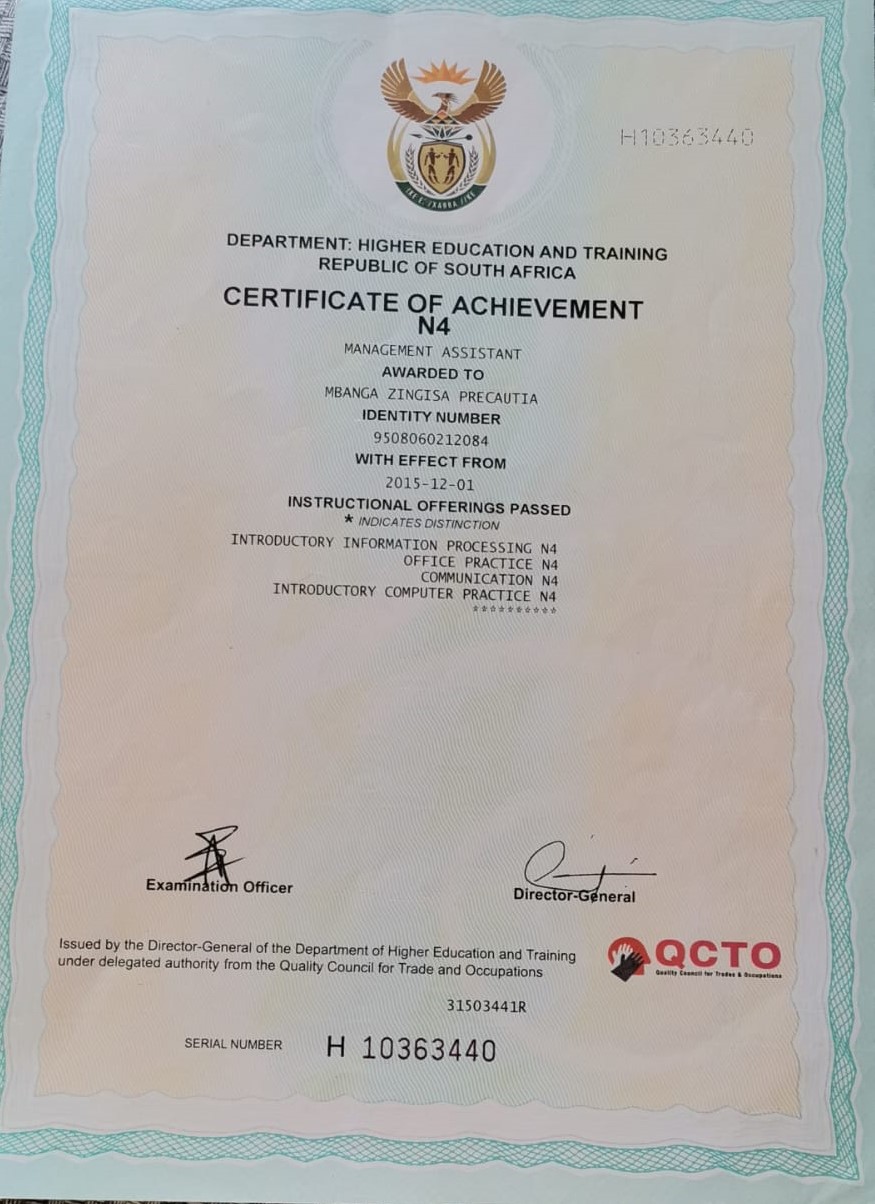 H10363440
DEPARTMENT: HIGHER EDUCATION AND TRAINING
REPUBLIC OF SOUTH AFRICA
CERTIFICATE OF ACHIEVEMENT
N4
MANAGEMENT ASSISTANT
AWARDED TO
MBANGA ZINGISA PRECAUTIA
IDENTITY NUMBER
9508060212084
WITH EFFECT FROM
2015-12-01
INSTRUCTIONAL OFFERINGS PASSED
* INDICATES DISTINCTION
INTRODUCTORY INFORMATION PROCESSING N4
OFFICE PRACTICE N4
COMMUNICATION N4
INTRODUCTORY COMPUTER PRACTICE N4
**********
Examination Officer
Director-General
Issued by the Director-General of the Department of Higher Education and Training
under delegated authority from the Quality Council for Trade and Occupations
QCTO
Quality Council for Trades & Occupations
31503441R
SERIAL NUMBER H 10363440